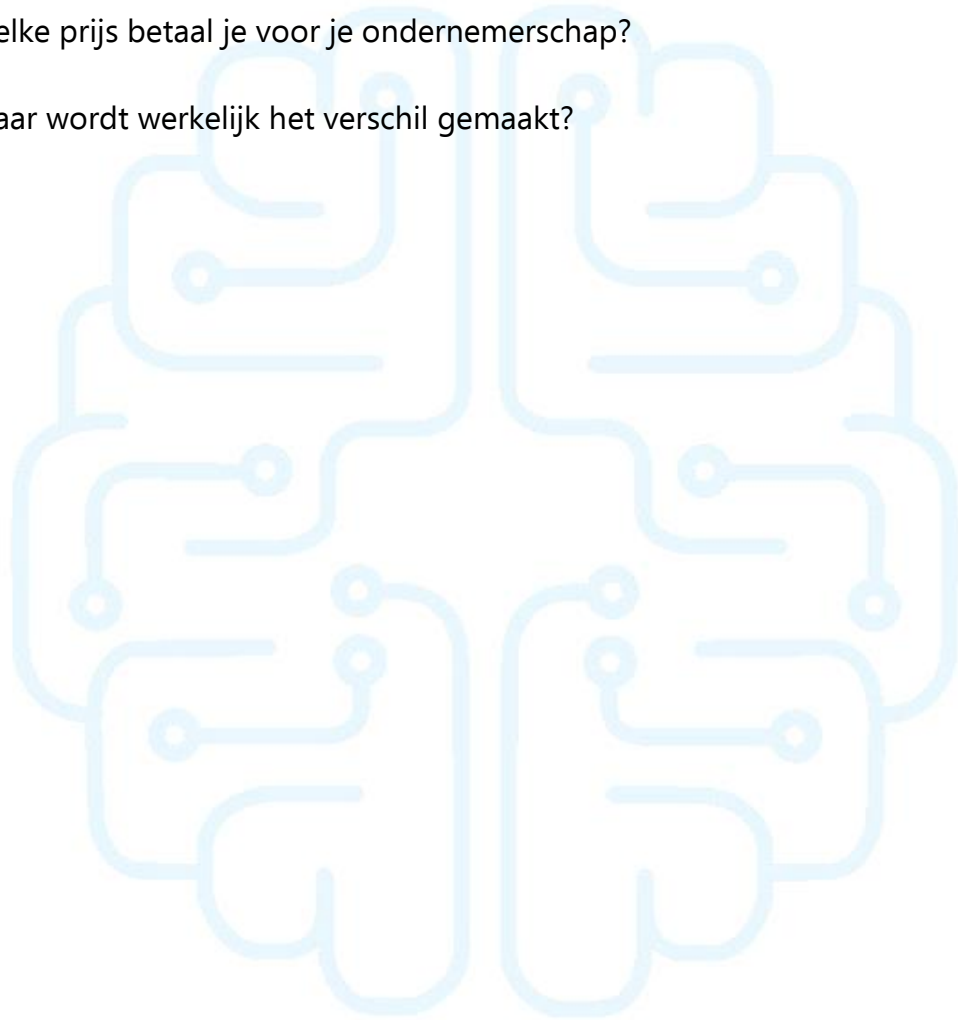 elke prijs betaal je voor je ondernemerschap?
aar wordt werkelijk het verschil gemaakt?